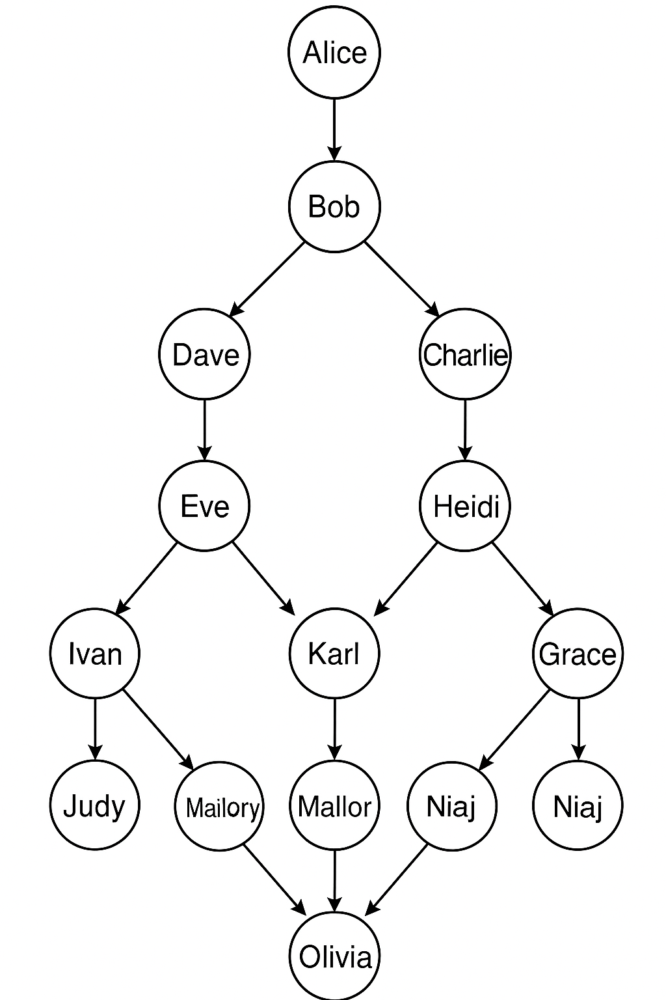 Alice
Bob
Dave
Charlie
Eve
Heidi
Ivan
Karl
Grace
Judy
Mailory
Mallor
Niaj
Niaj
Olivia